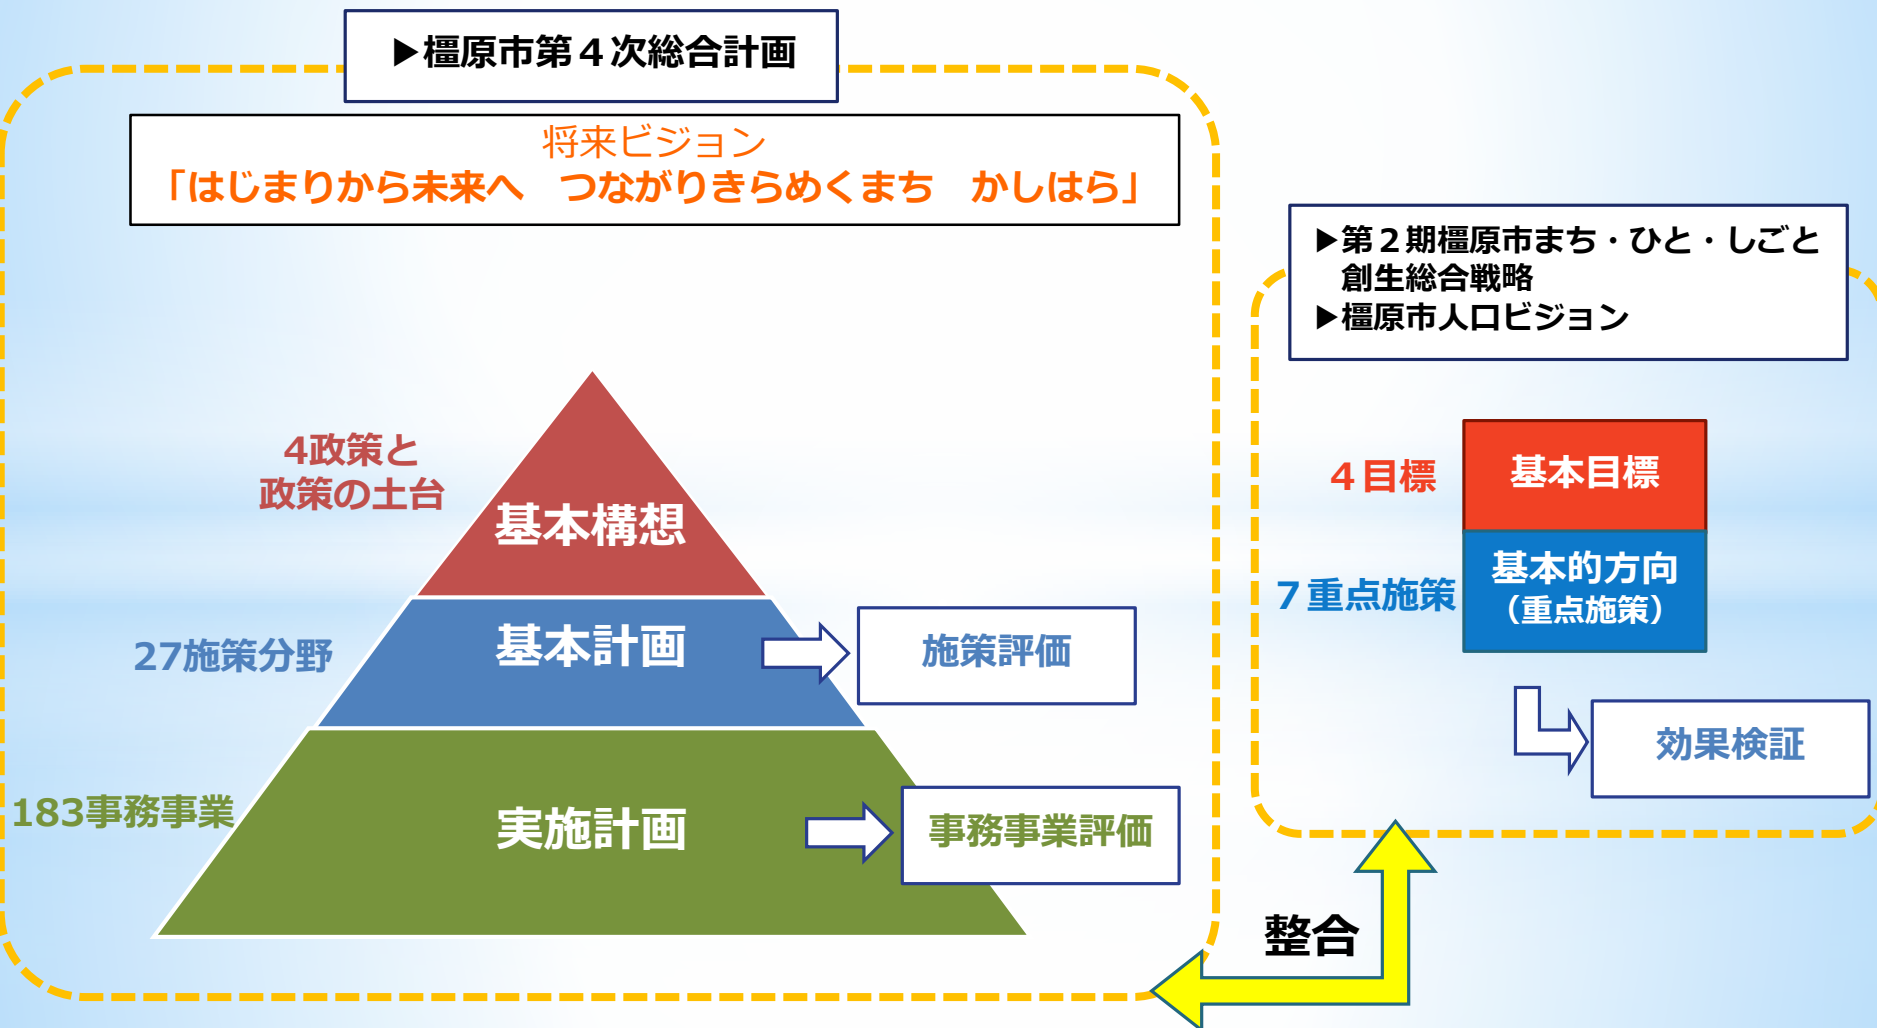 ▶橿原市第４次総合計画
将来ビジョン
「はじまりから未来へ　つながりきらめくまち　かしはら」
4政策と
政策の土台
基本構想
27施策分野
基本計画
施策評価
183事務事業
実施計画
事務事業評価
▶第２期橿原市まち・ひと・しごと
創生総合戦略
▶橿原市人口ビジョン
４目標
基本目標
７重点施策
基本的方向
（重点施策）
効果検証
整合